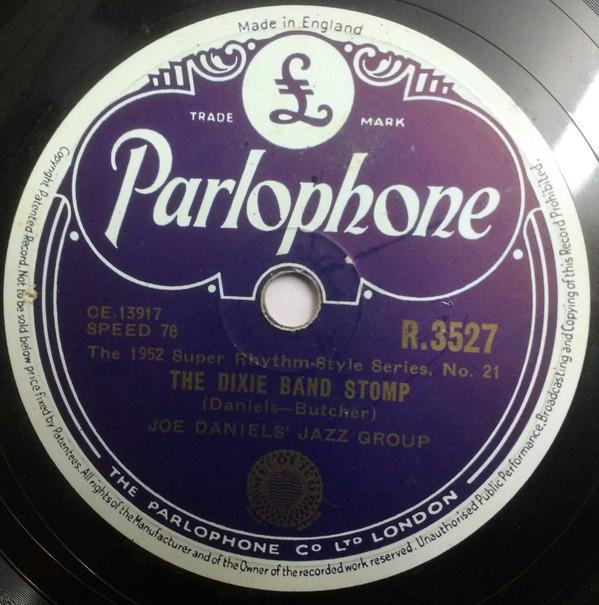 Made in England
£
TRADE MARK
Parlophone
CE.13917
SPEED 78
R.3527
The 1952 Super Rhythm-Style Series, No. 21
THE DIXIE BAND STOMP
(Daniels—Butcher)
JOE DANIELS' JAZZ GROUP
THE PARLOPHONE CO LTD LONDON
Copyright Patented Record. Not to be sold below price fixed by Patentees. All rights of the Manufacturer and of the Owner of the recorded work reserved. Unauthorised Public Performance, Broadcasting and Copying of this Record Prohibited.